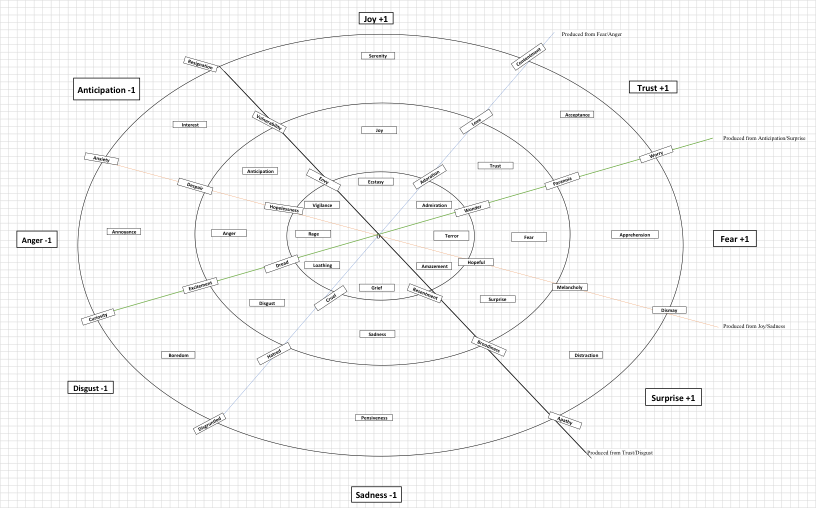 Joy +1
Produced from Fear/Anger
Serenity
Contentment
Resignation
Anticipation -1
Trust +1
Acceptance
Interest
Vulnerability
Love
Joy
Produced from Anticipation/Surprise
Worry
Anxiety
Trust
Anticipation
Envy
Ecstasy
Adoration
Paranoia
Despair
Vigilance
Admiration
Hopelessness
Wonder
Anger -1
Annoyance
Anger
Rage
Terror
Fear
Apprehension
Fear +1
Dread
Loathing
Amazement
Hopeful
Excitement
Grief
Melancholy
Cruel
Resentment
Disgust
Surprise
Curiosity
Dismay
Produced from Joy/Sadness
Sadness
Hatred
Boredom
Distraction
Disgust -1
Surprise +1
Pensiveness
Apathy
Produced from Trust/Disgust
Sadness -1